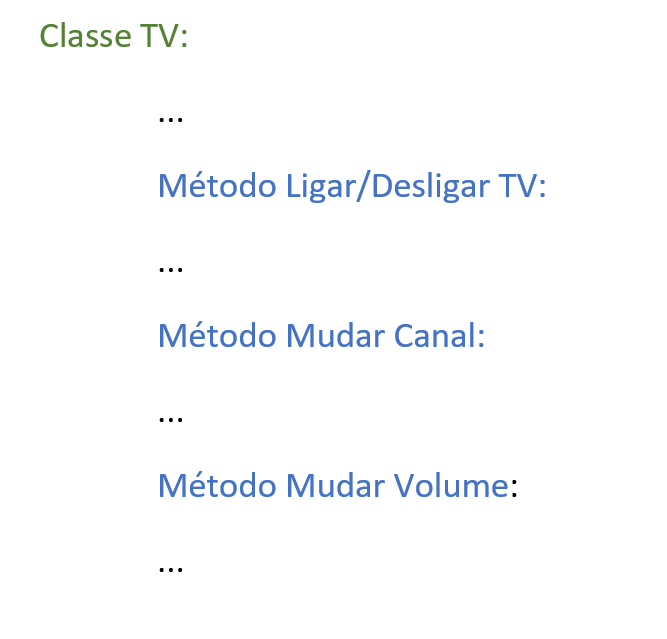 Classe TV:
...
Método Ligar/Desligar TV:
...
Método Mudar Canal:
...
Método Mudar Volume:
...